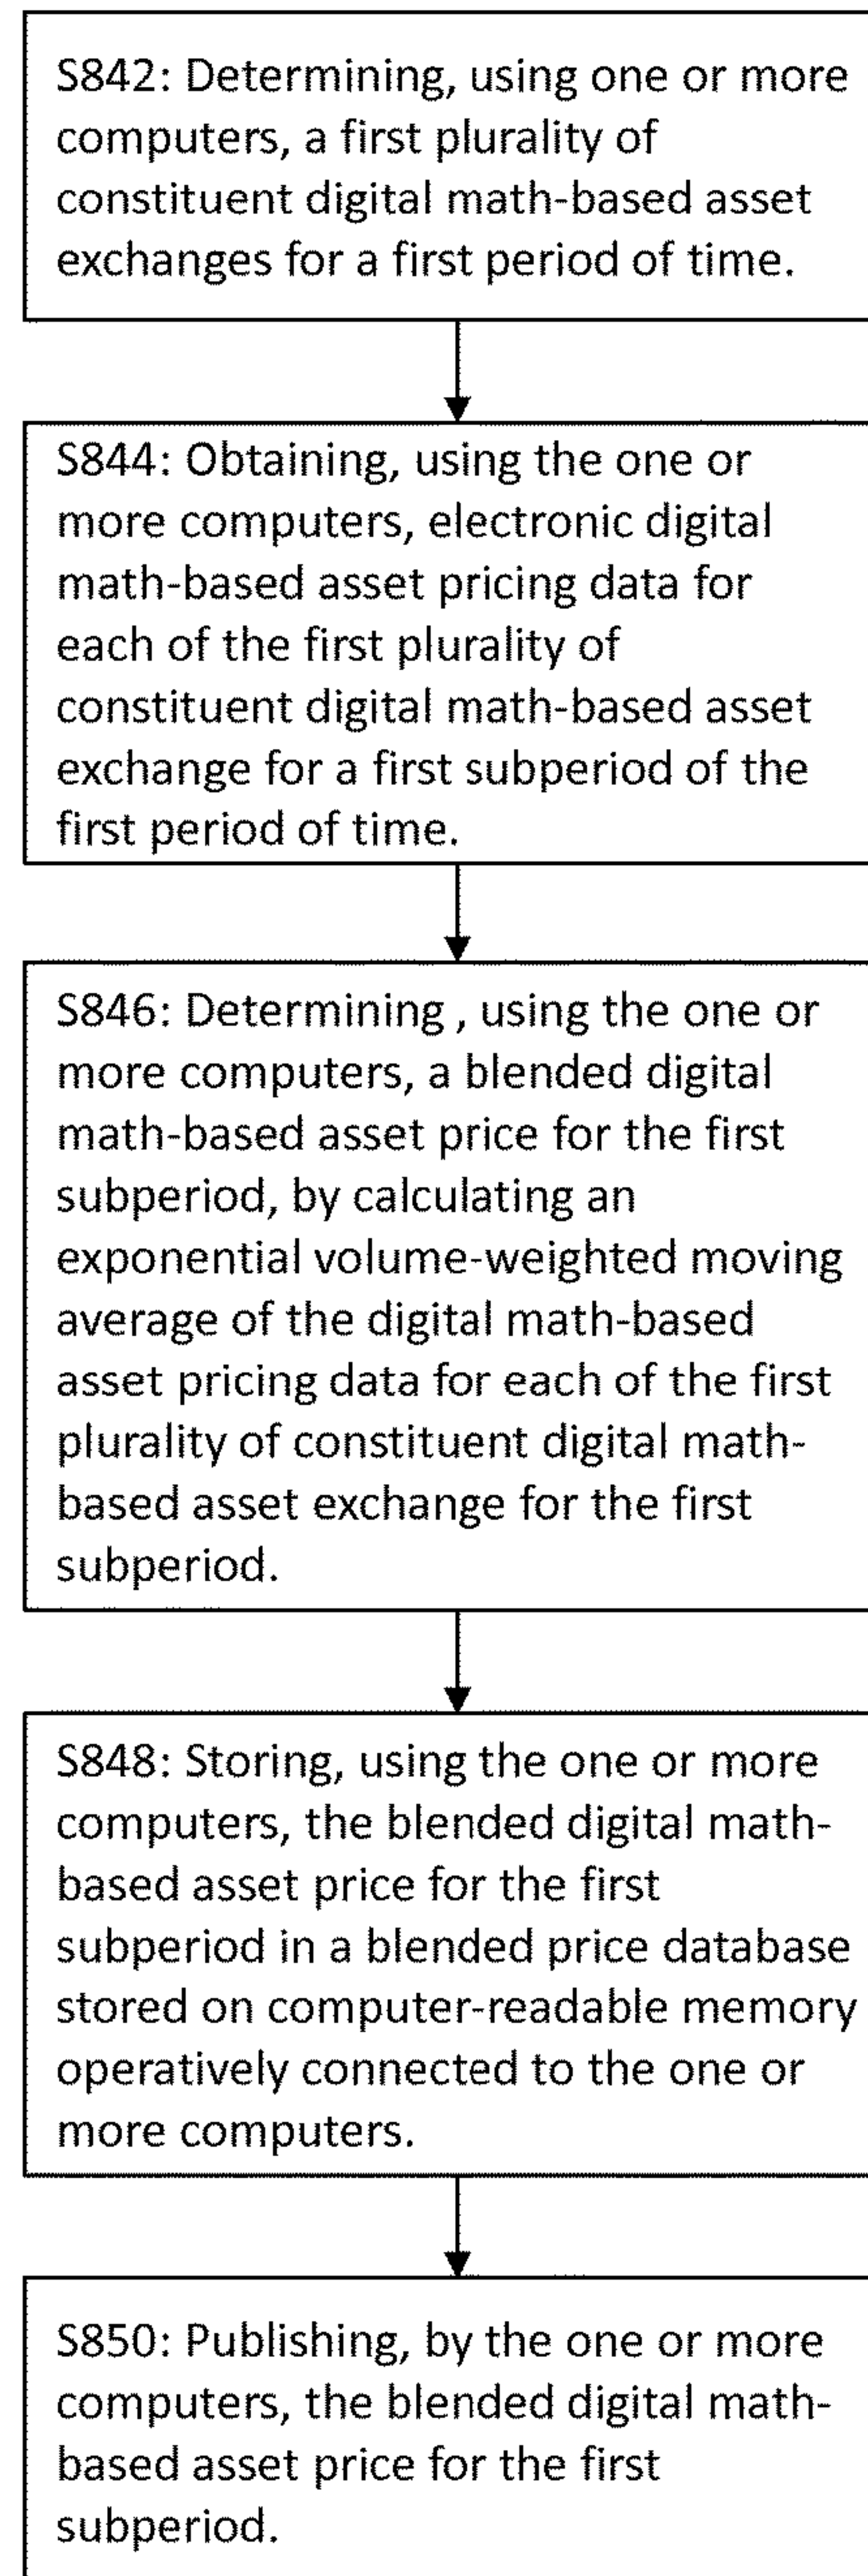 S842: Determining, using one or more
computers, a first plurality of
constituent digital math-based asset
exchanges for a first period of time.
S844: Obtaining, using the one or
more computers, electronic digital
math-based asset pricing data for
each of the first plurality of
constituent digital math-based asset
exchange for a first subperiod of the
first period of time.
S846: Determining , using the one or
more computers, a blended digital
math-based asset price for the first
subperiod, by calculating an
exponential volume-weighted moving
average of the digital math-based
asset pricing data for each of the first
plurality of constituent digital math-
based asset exchange for the first
subperiod.
S848: Storing, using the one or more
computers, the blended digital math-
based asset price for the first
subperiod in a blended price database
stored on computer-readable memory
operatively connected to the one or
more computers.
S850: Publishing, by the one or more
computers, the blended digital math-
based asset price for the first
subperiod.